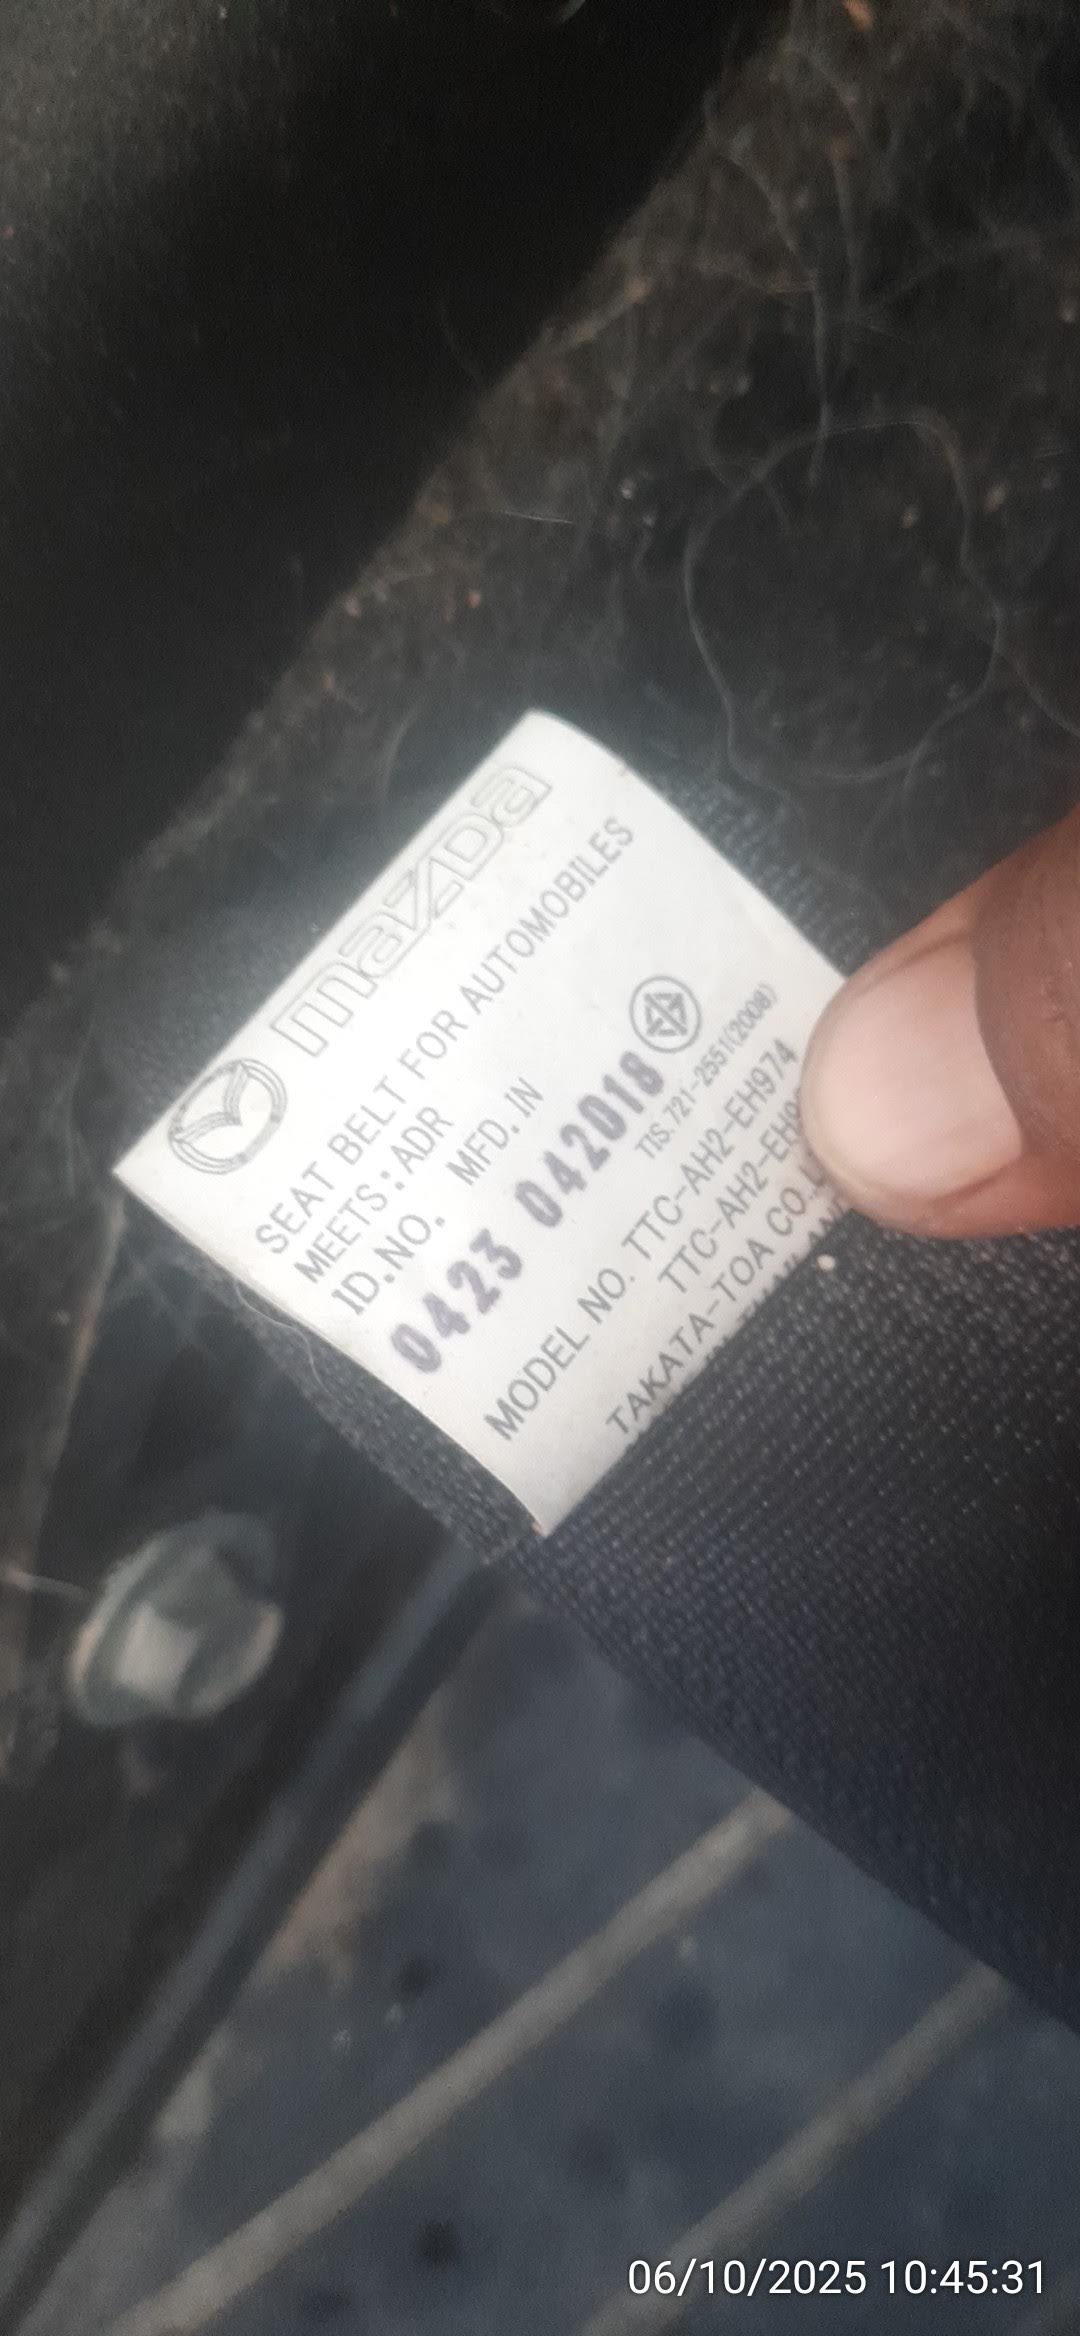 mazda
SEAT BELT FOR AUTOMOBILES
MEETS:ADR
ID.NO. MFD. IN
0423 042018
TIS.721-2551(2008)
MODEL NO. TTC-AH2-EH974
TTC-AH2-EH9
TAKATA-TOA CO.
06/10/2025 10:45:31